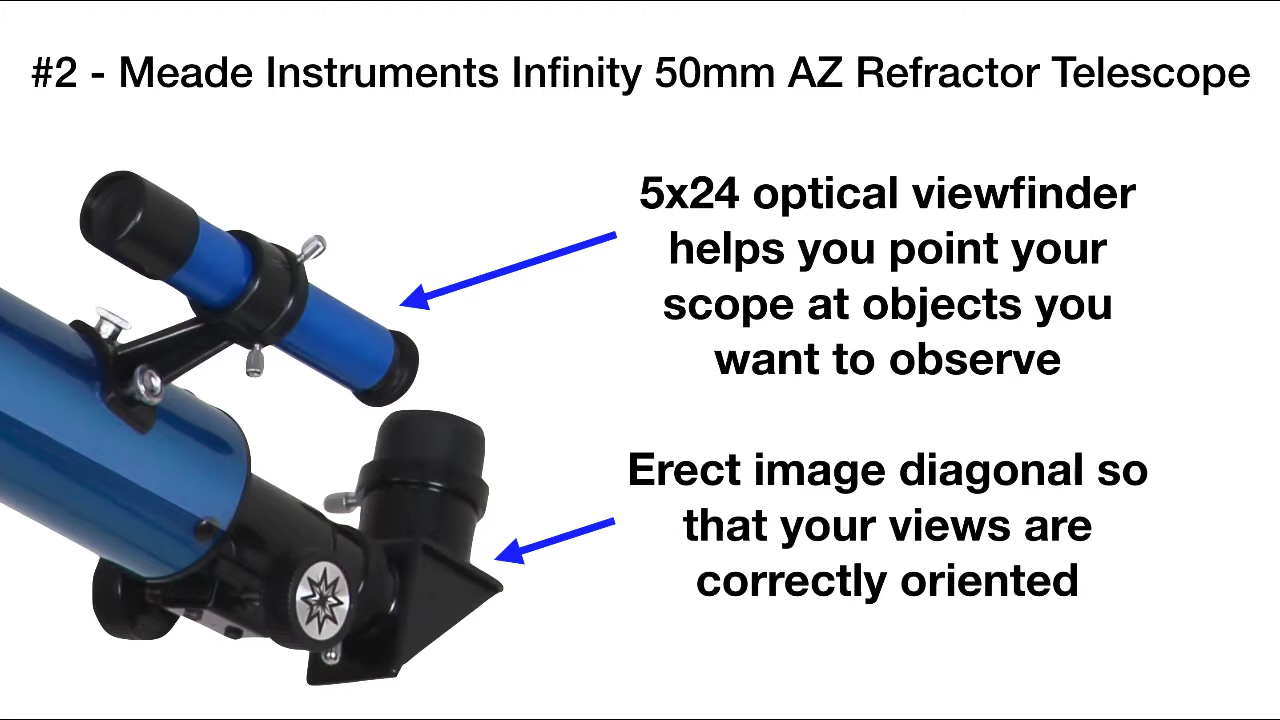 #2 - Meade Instruments Infinity 50mm AZ Refractor Telescope
5x24 optical viewfinder
helps you point your
scope at objects you
want to observe
Erect image diagonal so
that your views are
correctly oriented